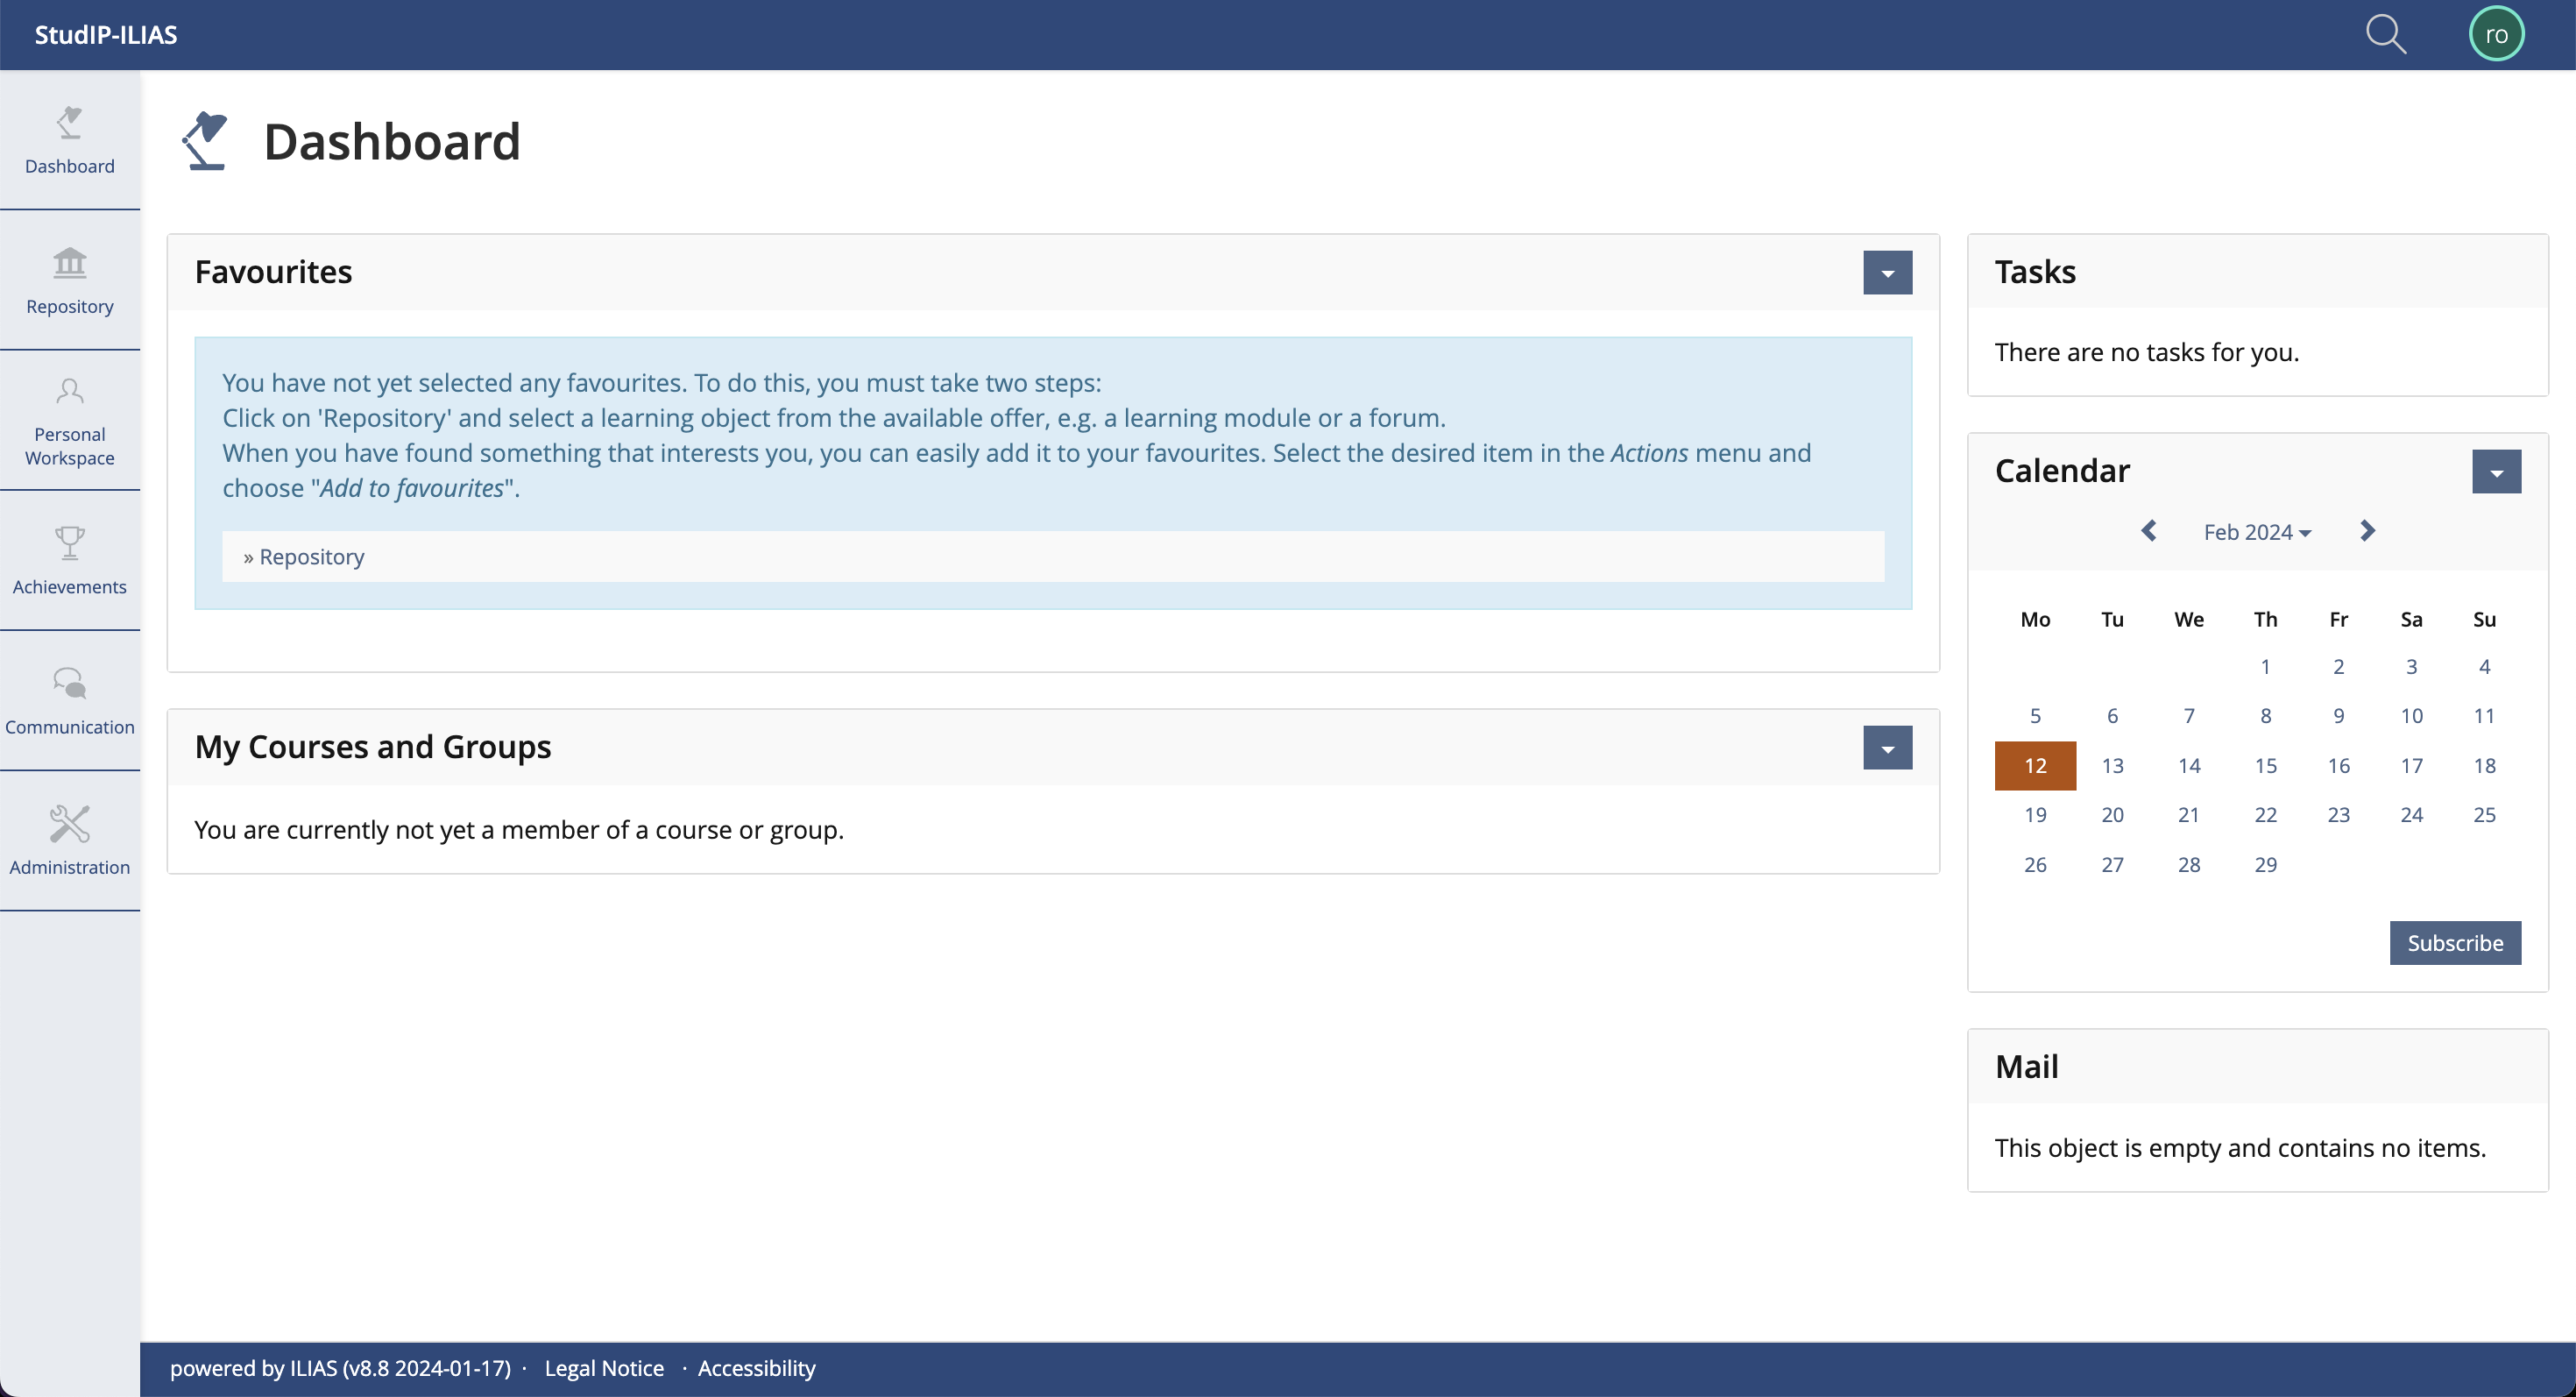 StudIP-ILIAS
ro
Dashboard
Repository
Personal
Workspace
Achievements
Communication
Administration
Dashboard
Favourites
You have not yet selected any favourites. To do this, you must take two steps:
Click on 'Repository' and select a learning object from the available offer, e.g. a learning module or a forum.
When you have found something that interests you, you can easily add it to your favourites. Select the desired item in the Actions menu and
choose "Add to favourites".
» Repository
My Courses and Groups
You are currently not yet a member of a course or group.
Tasks
There are no tasks for you.
Calendar
Feb 2024
Mo Tu We Th Fr Sa Su
1 2 3 4
5 6 7 8 9 10 11
12 13 14 15 16 17 18
19 20 21 22 23 24 25
26 27 28 29
Subscribe
Mail
This object is empty and contains no items.
powered by ILIAS (v8.8 2024-01-17) · Legal Notice · Accessibility